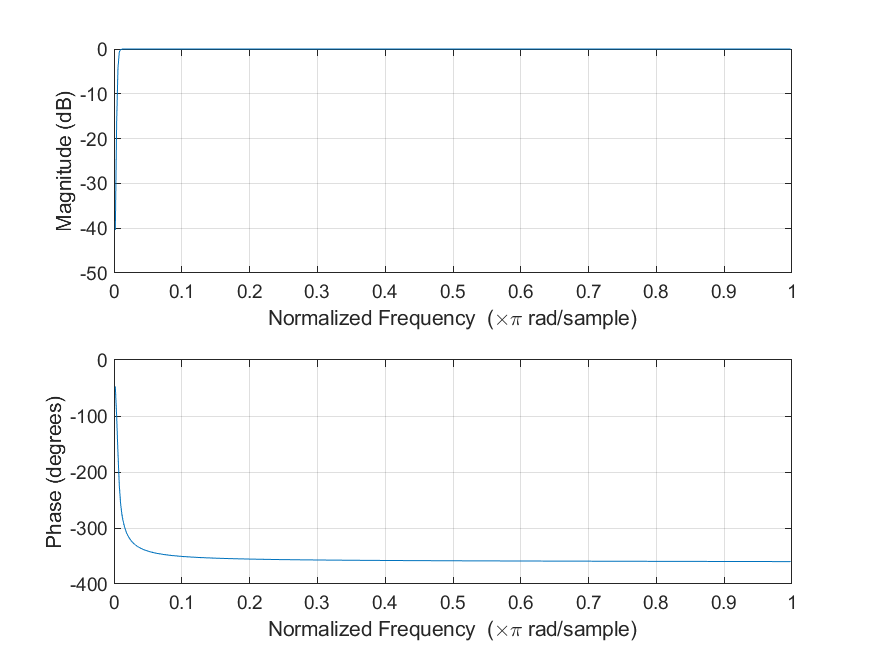 0
-10
-20
-30
-40
-50
Magnitude (dB)
0 0.1 0.2 0.3 0.4 0.5 0.6 0.7 0.8 0.9 1
Normalized Frequency (×π rad/sample)
0
-100
-200
-300
-400
Phase (degrees)
0 0.1 0.2 0.3 0.4 0.5 0.6 0.7 0.8 0.9 1
Normalized Frequency (×π rad/sample)